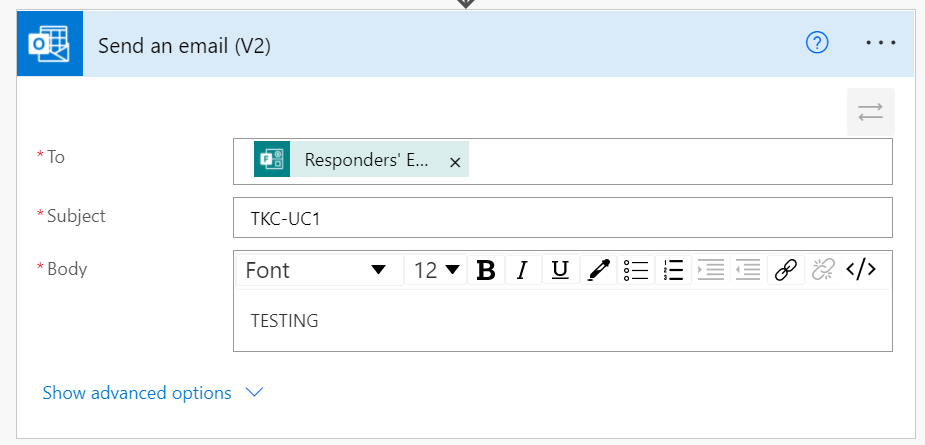 Send an email (V2)
* To
Responders' E... ×
* Subject
TKC-UC1
* Body
Font 12 B I U </>
TESTING
Show advanced options